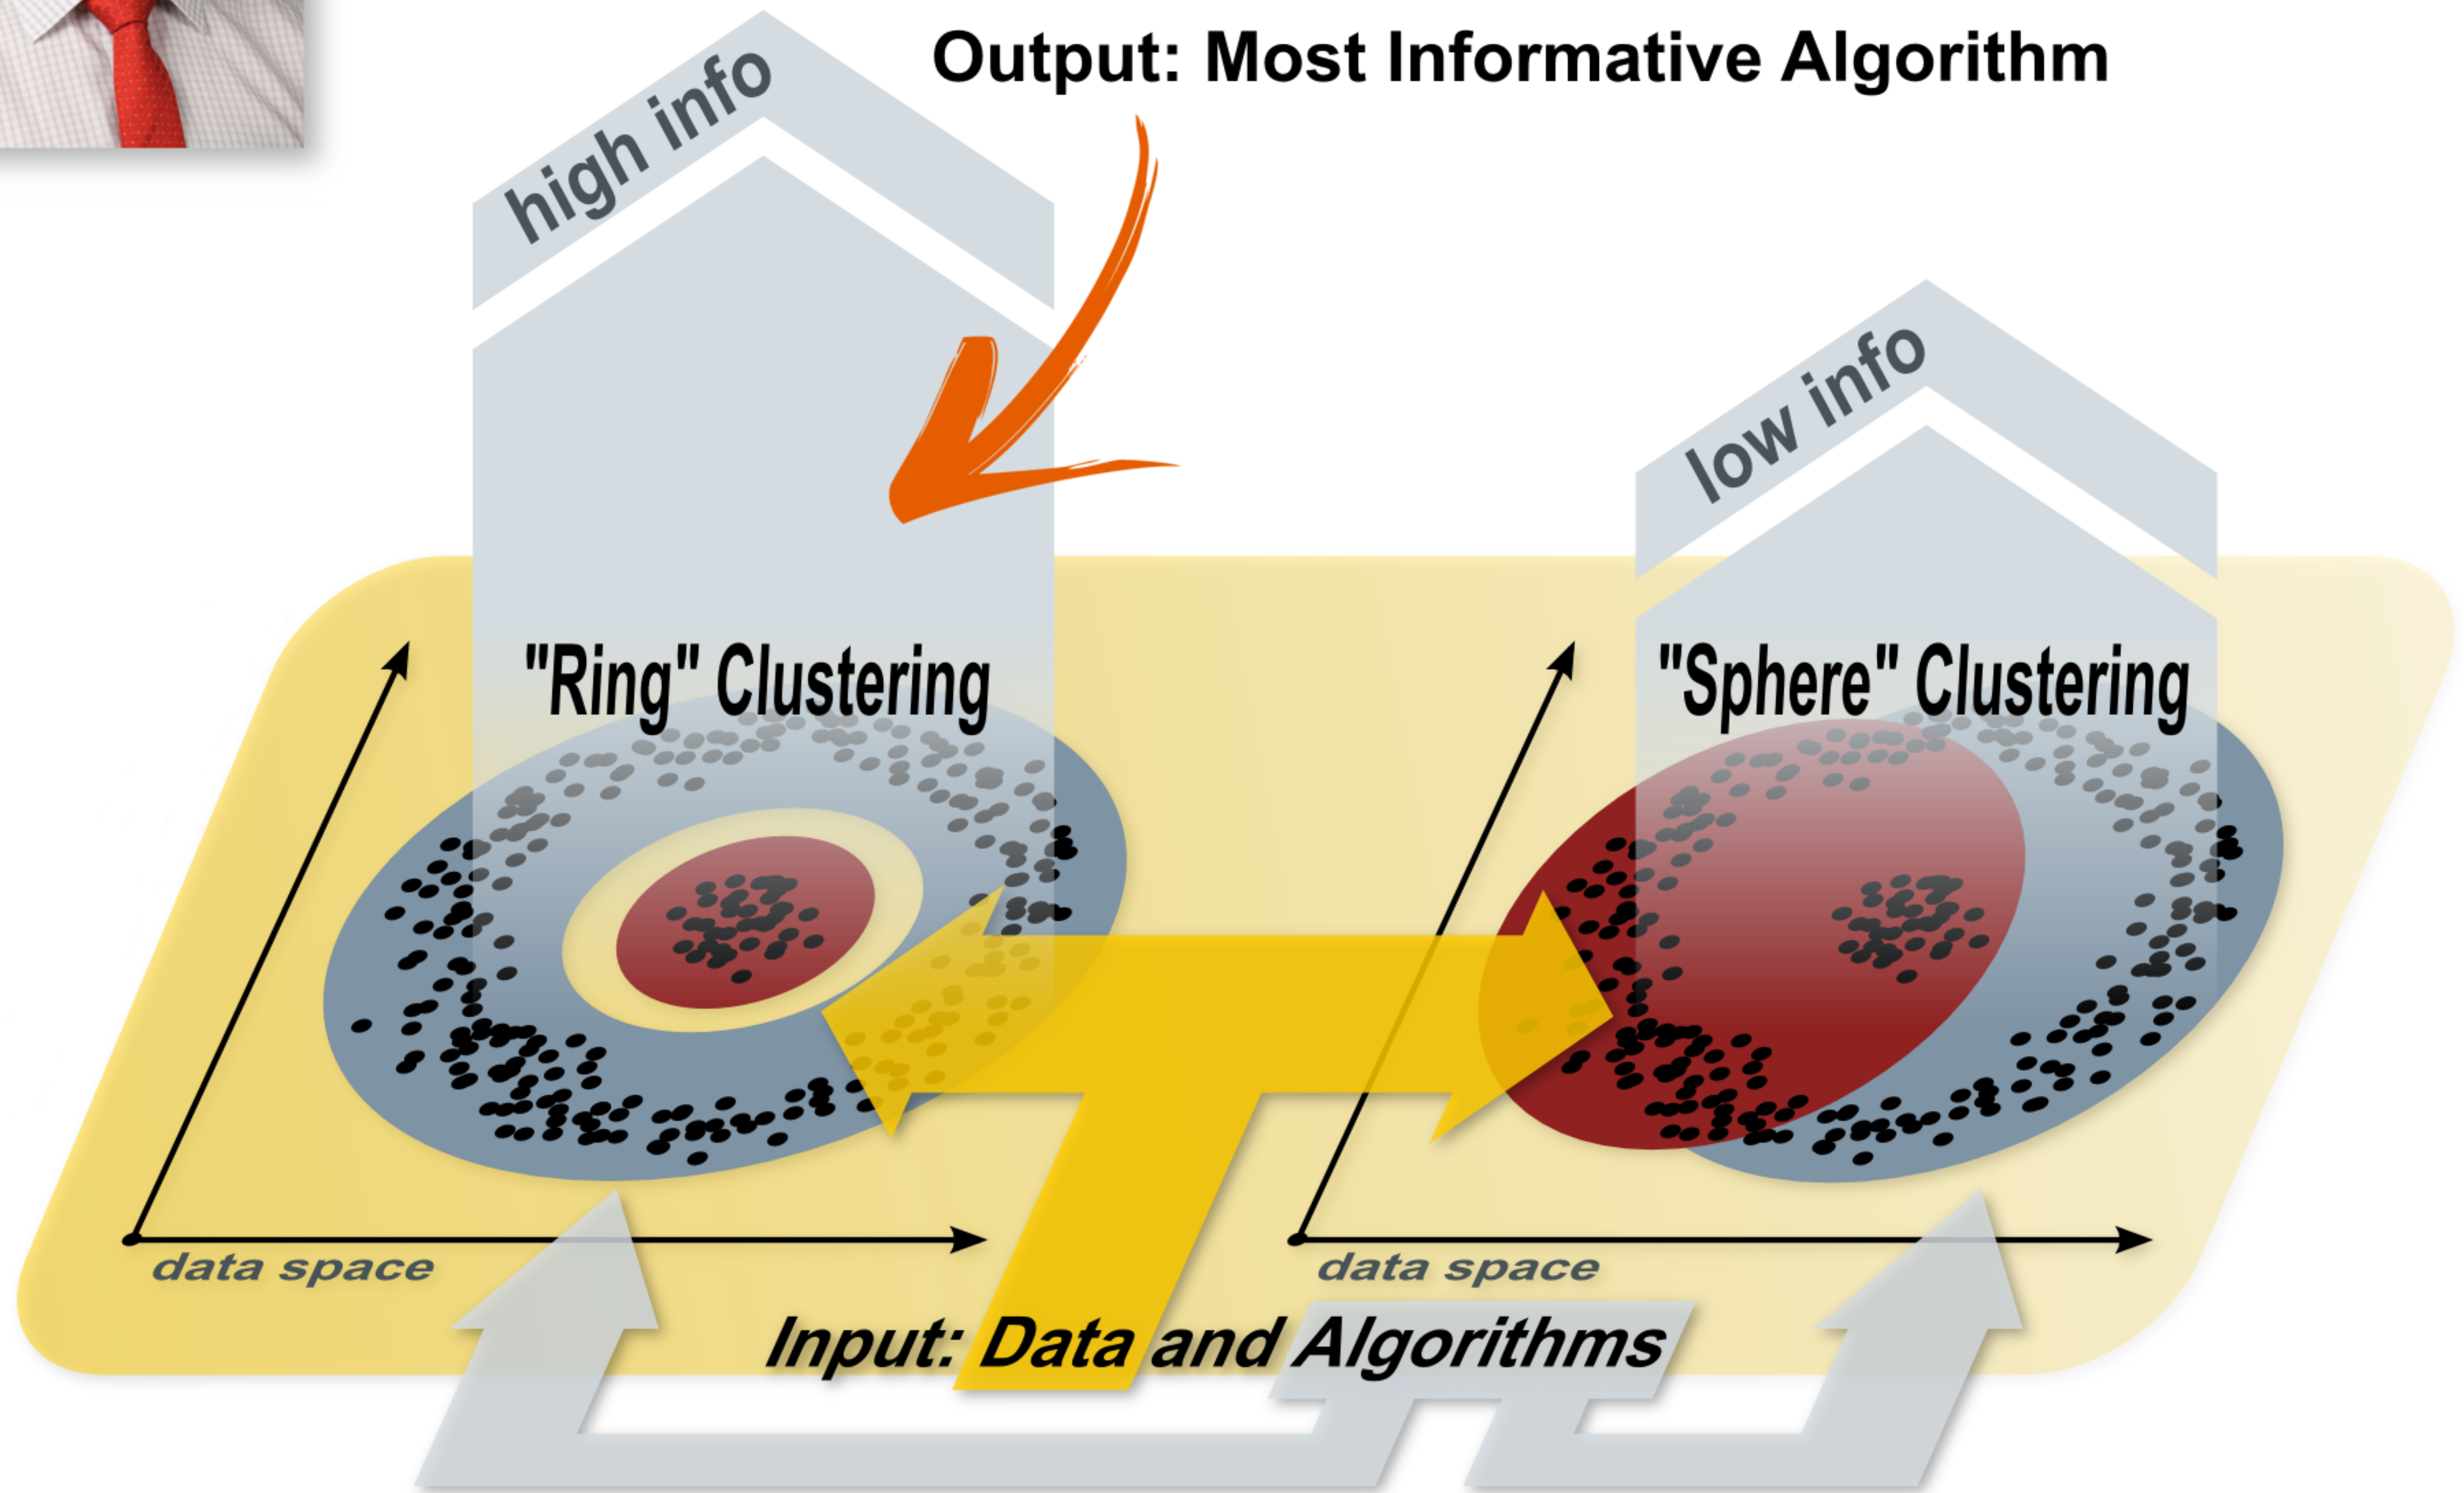 Output: Most Informative Algorithm
high info
low info
"Ring" Clustering
"Sphere" Clustering
data space
data space
Input: Data and Algorithms